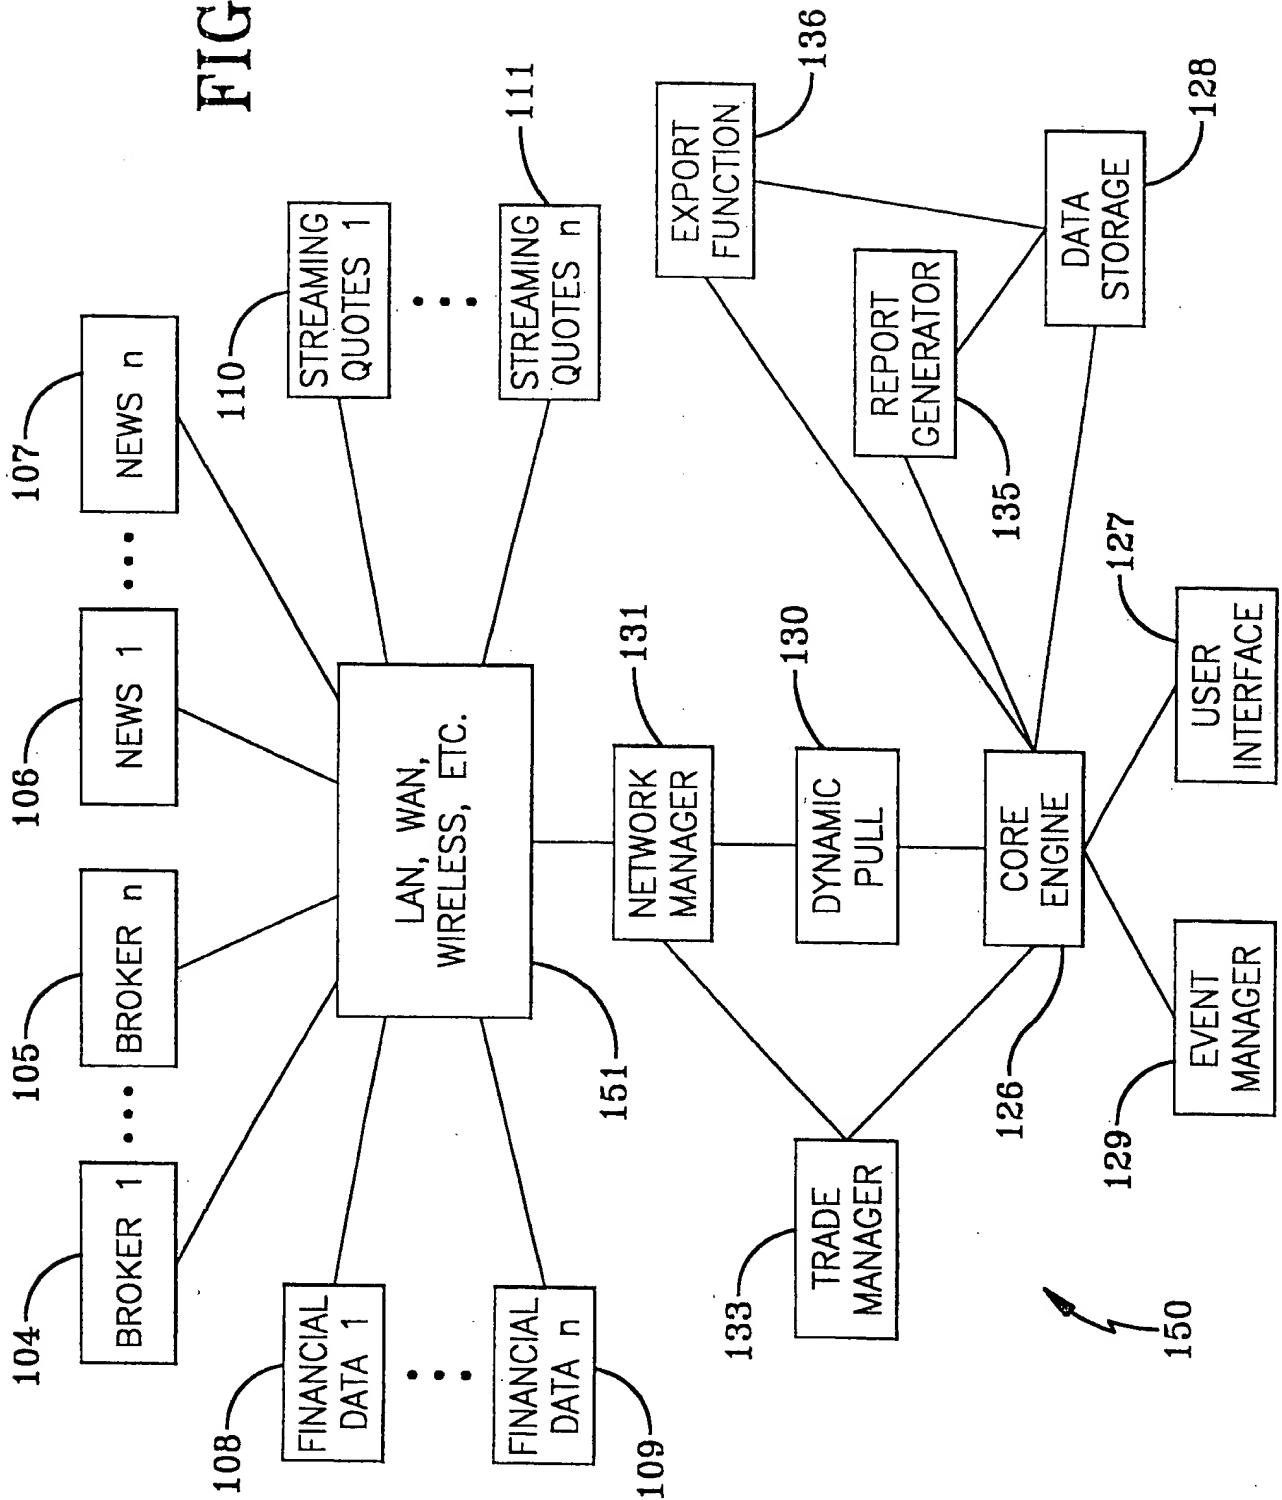 FIG
104
BROKER 1
105
BROKER n
106
NEWS 1
107
NEWS n
108
FINANCIAL
DATA 1
109
FINANCIAL
DATA n
110
STREAMING
QUOTES 1
111
STREAMING
QUOTES n
LAN, WAN,
WIRELESS, ETC.
151
NETWORK
MANAGER
131
DYNAMIC
PULL
130
TRADE
MANAGER
133
CORE
ENGINE
126
EXPORT
FUNCTION
136
REPORT
GENERATOR
135
DATA
STORAGE
128
EVENT
MANAGER
129
USER
INTERFACE
127
150